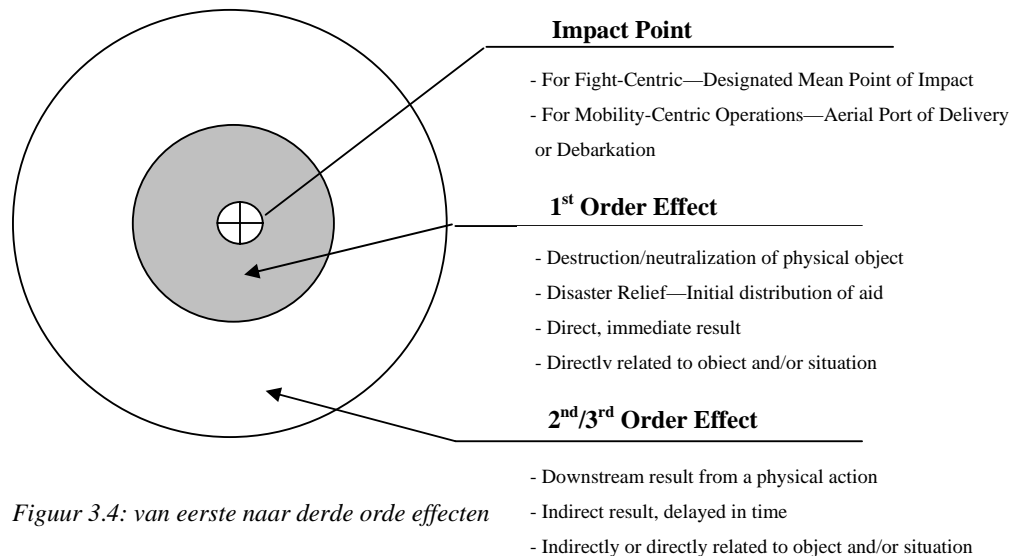 Impact Point
- For Fight-Centric—Designated Mean Point of Impact
- For Mobility-Centric Operations—Aerial Port of Delivery
or Debarkation
1st Order Effect
- Destruction/neutralization of physical object
- Disaster Relief—Initial distribution of aid
- Direct, immediate result
- Directly related to object and/or situation
2nd/3rd Order Effect
- Downstream result from a physical action
- Indirect result, delayed in time
- Indirectly or directly related to object and/or situation
Figuur 3.4: van eerste naar derde orde effecten